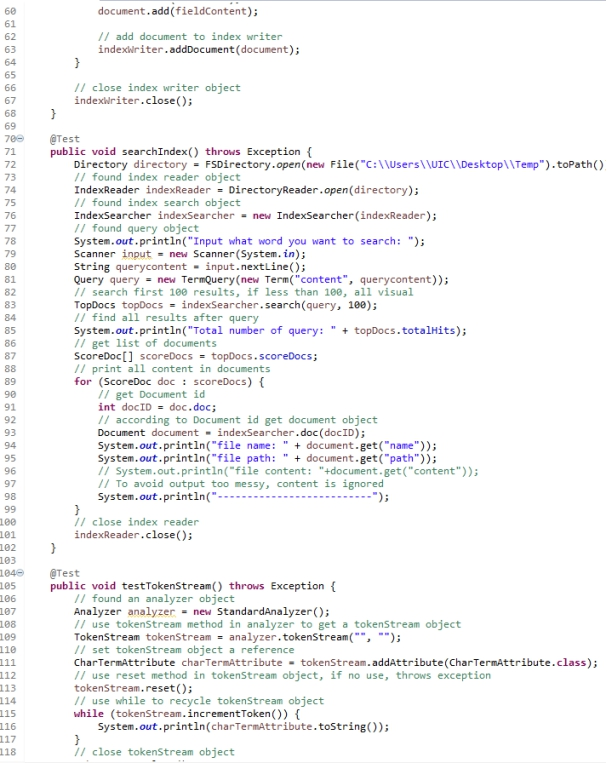 60 document.add(fieldContent);
61
62 // add document to index writer
63 indexWriter.addDocument(document);
64 }
65
66 // close index writer object
67 indexWriter.close();
68 }
69
70 @Test
71 public void searchIndex() throws Exception {
72 Directory directory = FSDirectory.open(new File("C:\\Users\\UIC\\Desktop\\Temp").toPath()
73 // found index reader object
74 IndexReader indexReader = DirectoryReader.open(directory);
75 // found index search object
76 IndexSearcher indexSearcher = new IndexSearcher(indexReader);
77 // found query object
78 System.out.println("Input what word you want to search: ");
79 Scanner input = new Scanner(System.in);
80 String querycontent = input.nextLine();
81 Query query = new TermQuery(new Term("content", querycontent));
82 // search first 100 results, if less than 100, all visual
83 TopDocs topDocs = indexSearcher.search(query, 100);
84 // find all results after query
85 System.out.println("Total number of query: " + topDocs.totalHits);
86 // get list of documents
87 ScoreDoc[] scoreDocs = topDocs.scoreDocs;
88 // print all content in documents
89 for (ScoreDoc doc : scoreDocs) {
90 // get Document id
91 int docID = doc.doc;
92 // according to Document id get document object
93 Document document = indexSearcher.doc(docID);
94 System.out.println("file name: " + document.get("name"));
95 System.out.println("file path: " + document.get("path"));
96 // System.out.println("file content: "+document.get("content"));
97 // To avoid output too messy, content is ignored
98 System.out.println("-------------------------");
99 }
100 // close index reader
101 indexReader.close();
102 }
103
104 @Test
105 public void testTokenStream() throws Exception {
106 // found an analyzer object
107 Analyzer analyzer = new StandardAnalyzer();
108 // use tokenStream method in analyzer to get a tokenStream object
109 TokenStream tokenStream = analyzer.tokenStream("", "");
110 // set tokenStream object a reference
111 CharTermAttribute charTermAttribute = tokenStream.addAttribute(CharTermAttribute.class);
112 // use reset method in tokenStream object, if no use, throws exception
113 tokenStream.reset();
114 // use while to recycle tokenStream object
115 while (tokenStream.incrementToken()) {
116 System.out.println(charTermAttribute.toString());
117 }
118 // close tokenStream object